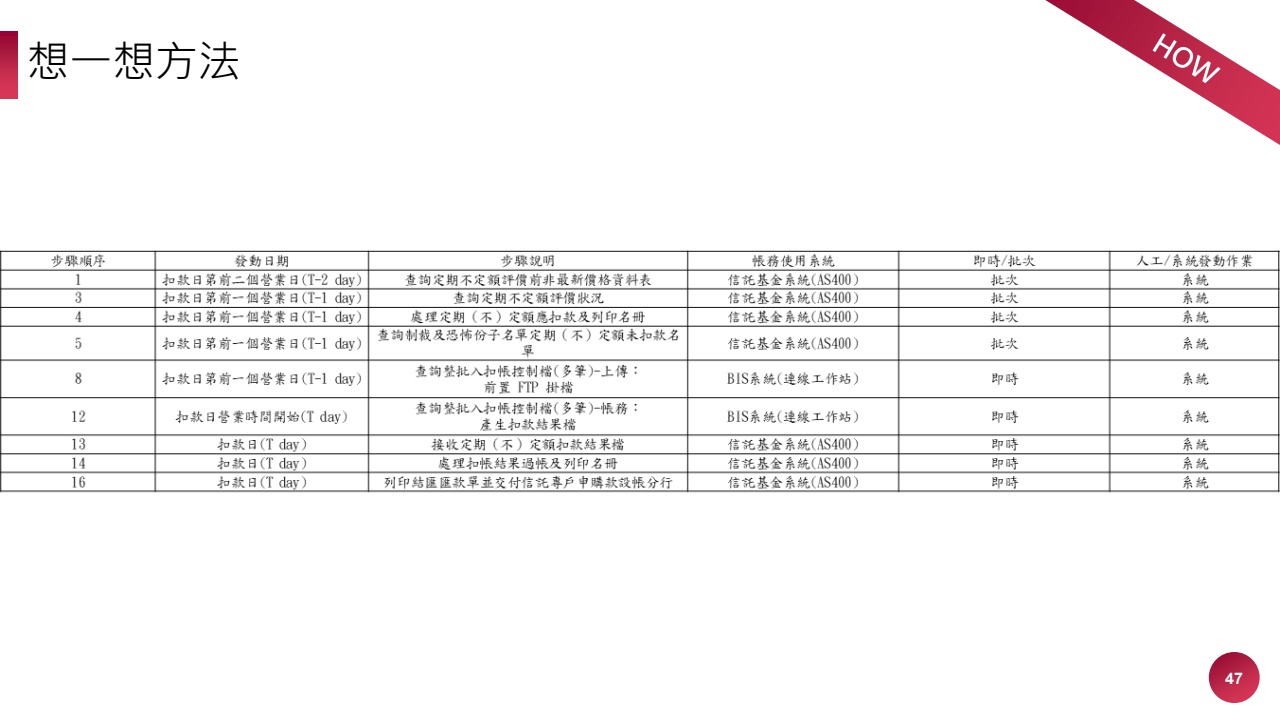 想一想方法
HOW
步驟順序 發動日期 步驟說明 帳務使用系統 即時/批次 人工/系統發動作業
1 扣款日第前二個營業日(T-2 day) 查詢定期不定額評價前非最新價格資料表 信託基金系統(AS400) 批次 系統
3 扣款日第前一個營業日(T-1 day) 查詢定期不定額評價狀況 信託基金系統(AS400) 批次 系統
4 扣款日第前一個營業日(T-1 day) 處理定期（不）定額應扣款及列印名冊 信託基金系統(AS400) 批次 系統
5 扣款日第前一個營業日(T-1 day) 查詢制裁及恐怖份子名單定期（不）定額未扣款名
單 信託基金系統(AS400) 批次 系統
8 扣款日第前一個營業日(T-1 day) 查詢整批入扣帳控制檔(多筆)-上傳：
前置 FTP 掛檔 BIS系統(連線工作站) 即時 系統
12 扣款日營業時間開始(T day) 查詢整批入扣帳控制檔(多筆)-帳務：
產生扣款結果檔 BIS系統(連線工作站) 即時 系統
13 扣款日(T day) 接收定期（不）定額扣款結果檔 信託基金系統(AS400) 即時 系統
14 扣款日(T day) 處理扣帳結果過帳及列印名冊 信託基金系統(AS400) 即時 系統
16 扣款日(T day) 列印結匯匯款單並交付信託專戶申購款設帳分行 信託基金系統(AS400) 即時 系統
47